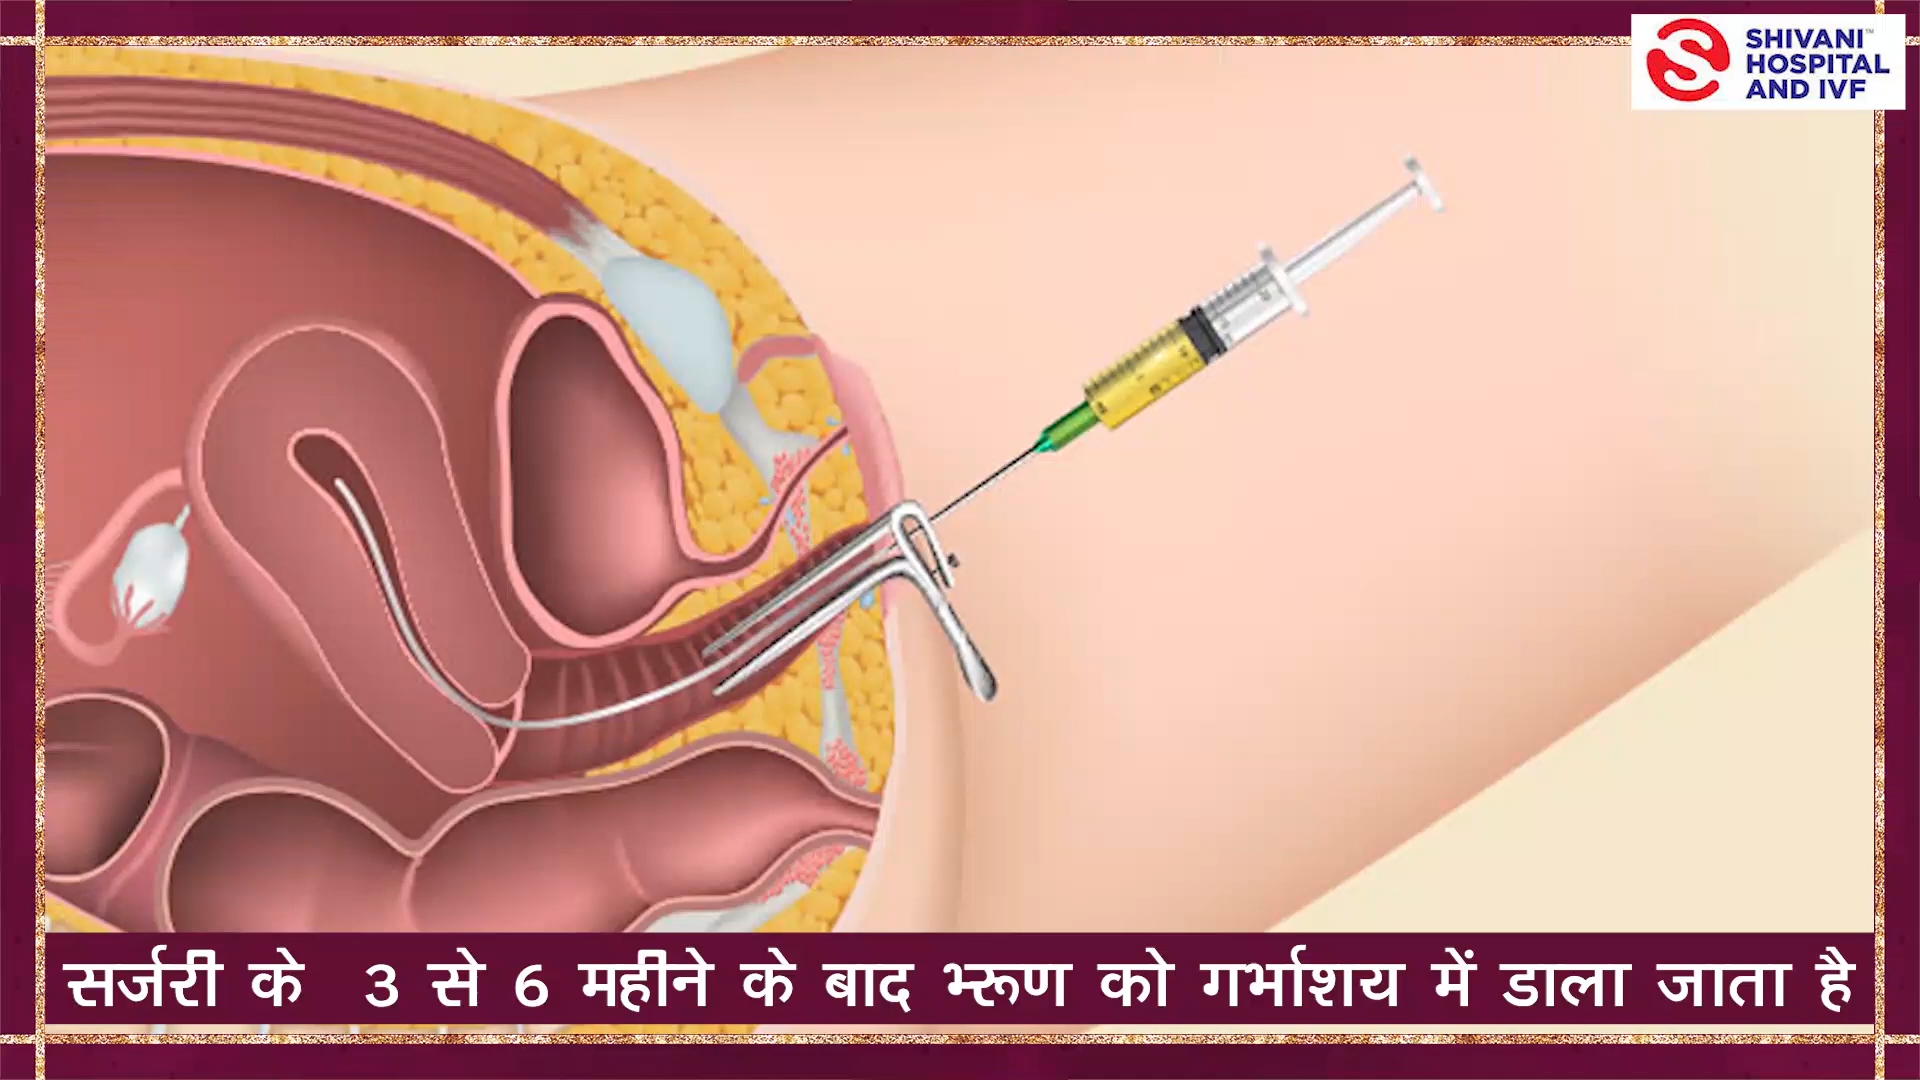 SHIVANI™
HOSPITAL
AND IVF
सर्जरी के 3 से 6 महीने के बाद भ्रूण को गर्भाशय में डाला जाता है